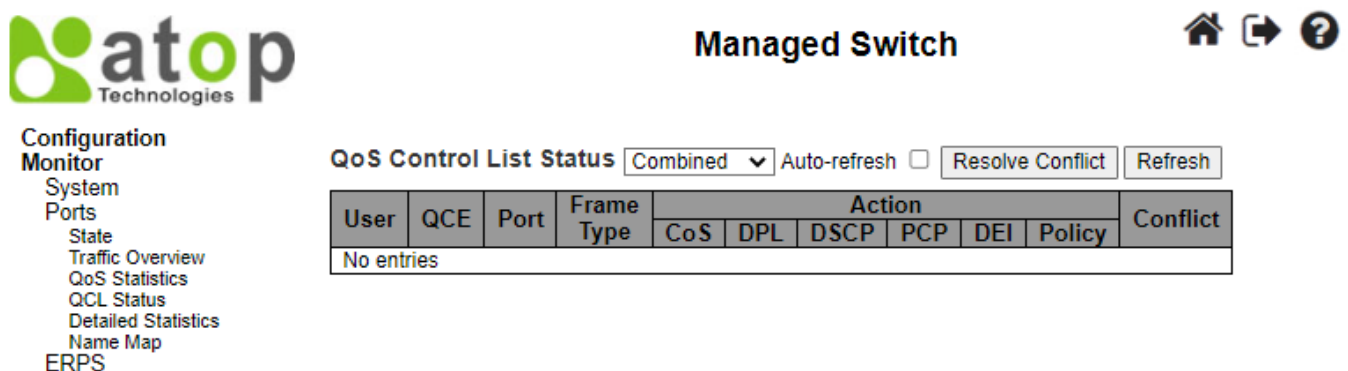 atop
Technologies
Managed Switch
Configuration
Monitor
System
Ports
State
Traffic Overview
QoS Statistics
QCL Status
Detailed Statistics
Name Map
ERPS
QoS Control List Status Combined Auto-refresh Resolve Conflict Refresh
User QCE Port Frame Type Action Conflict
CoS DPL DSCP PCP DEI Policy
No entries